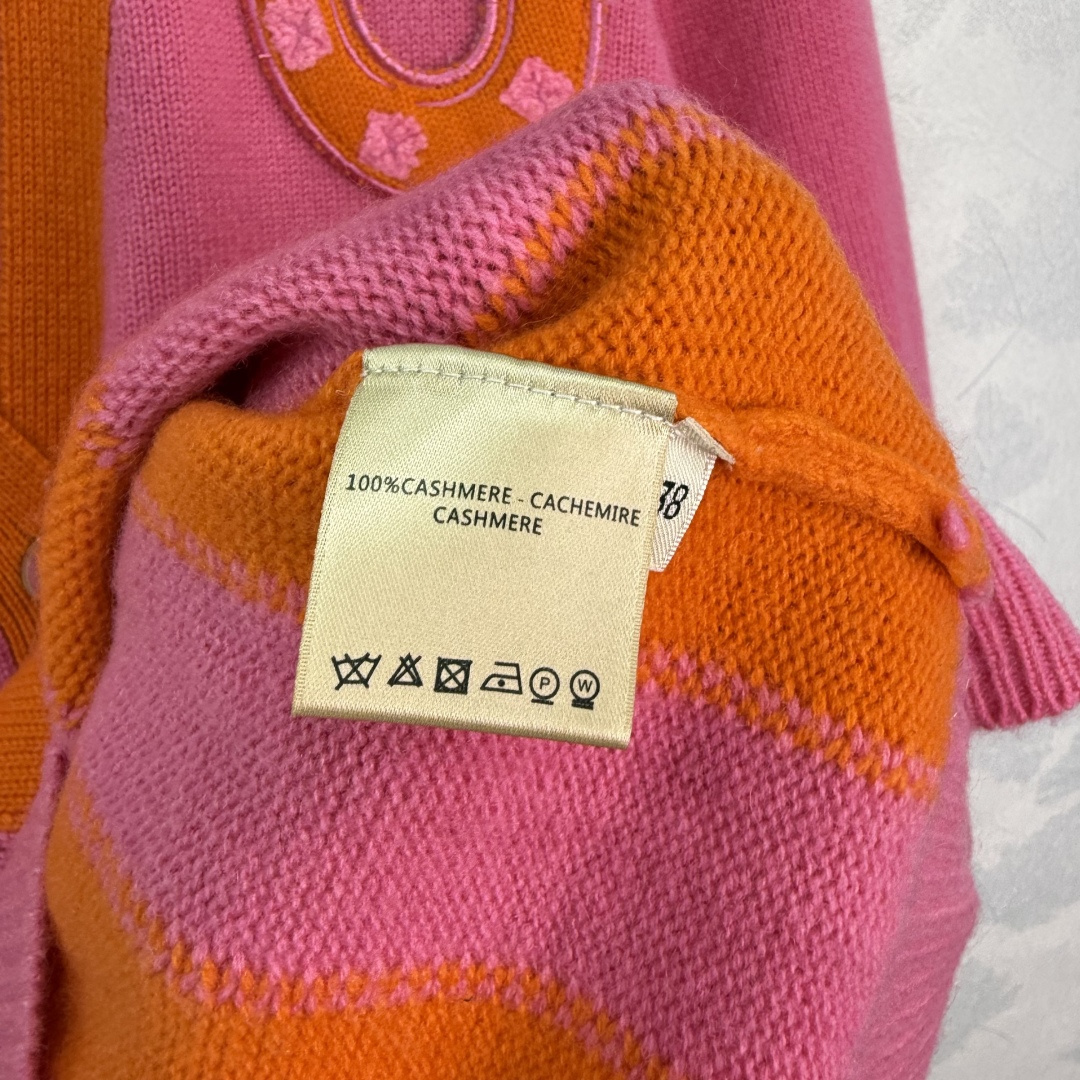 100%CASHMERE - CACHEMIRE
CASHMERE
38
P W